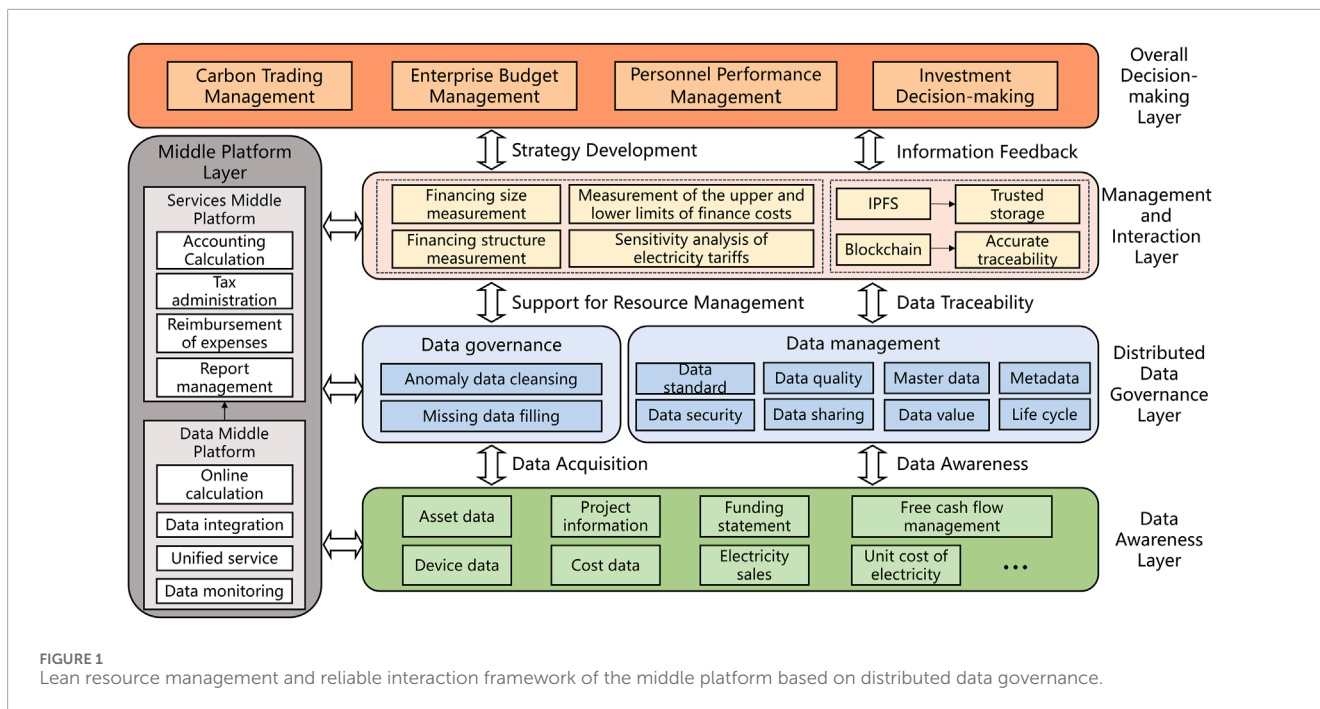 Carbon Trading
Management
Enterprise Budget
Management
Personnel Performance
Management
Investment
Decision-making
Overall
Decision-
making
Layer
Strategy Development
Information Feedback
Middle Platform
Layer
Services Middle
Platform
Accounting
Calculation
Tax
administration
Reimbursement
of expenses
Report
management
Data Middle
Platform
Online
calculation
Data integration
Unified service
Data monitoring
Financing size
measurement
Measurement of the upper and
lower limits of finance costs
Financing structure
measurement
Sensitivity analysis of
electricity tariffs
IPFS
Trusted
storage
Blockchain
Accurate
traceability
Management
and
Interaction
Layer
Support for Resource Management
Data Traceability
Data governance
Anomaly data cleansing
Missing data filling
Data management
Data
standard
Data quality
Master data
Metadata
Data security
Data sharing
Data value
Life cycle
Distributed
Data
Governance
Layer
Data Acquisition
Data Awareness
Asset data
Project
information
Funding
statement
Free cash flow
management
Device data
Cost data
Electricity
sales
Unit cost of
electricity
...
Data
Awareness
Layer
FIGURE 1
Lean resource management and reliable interaction framework of the middle platform based on distributed data governance.